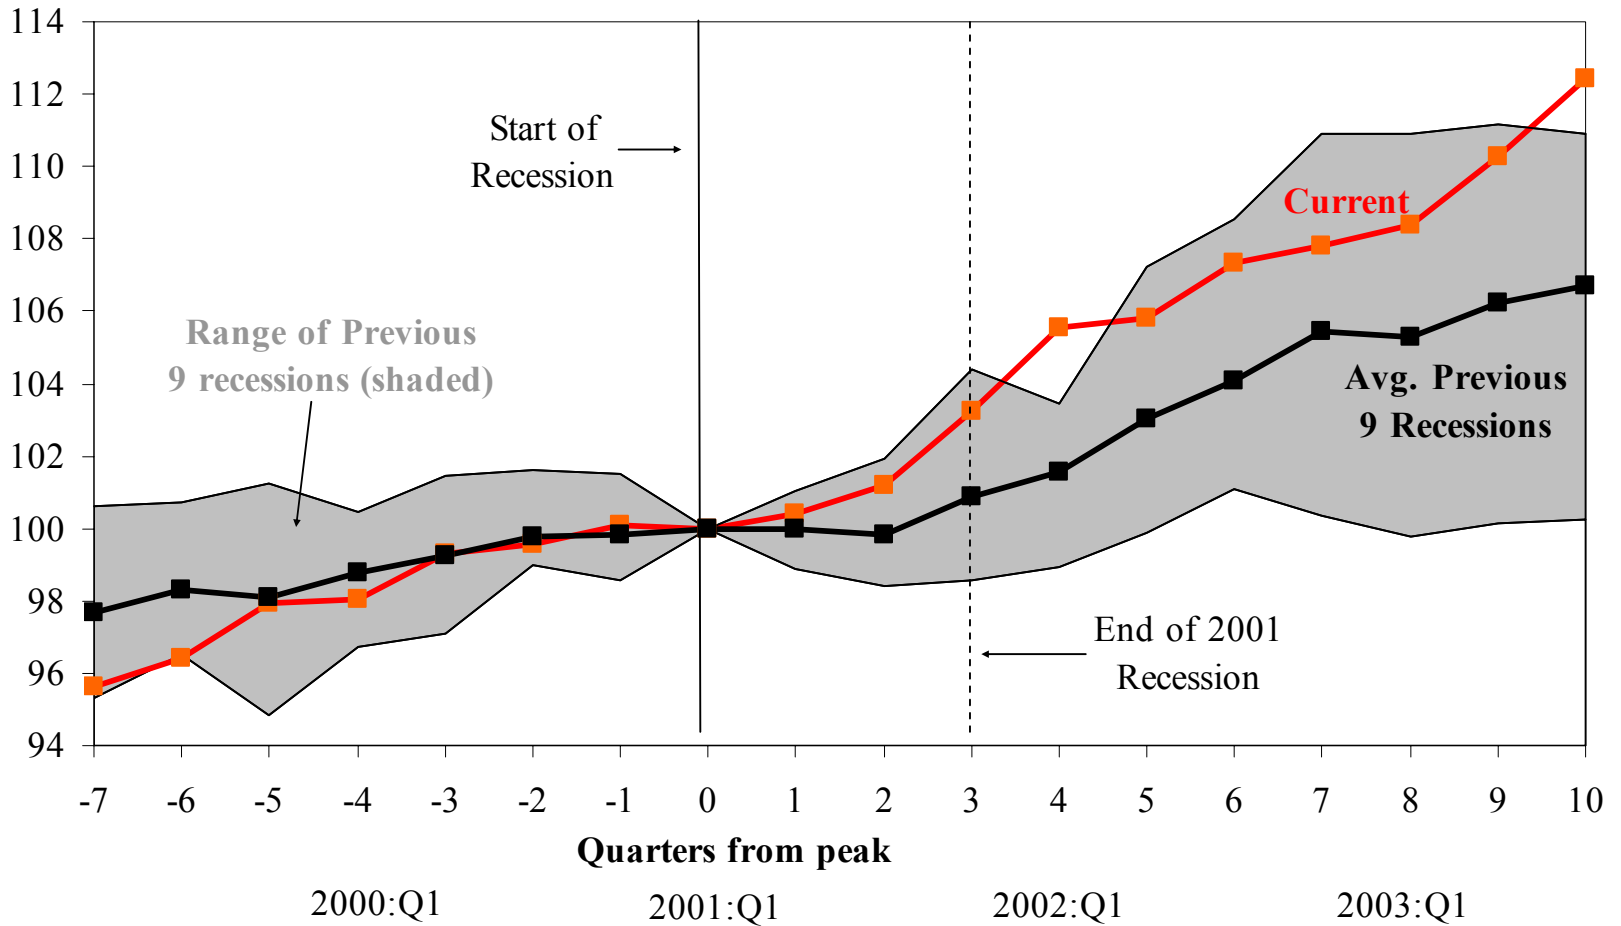 114
112
110
108
106
104
102
100
98
96
94
Start of
Recession
Current
Range of Previous
9 recessions (shaded)
Avg. Previous
9 Recessions
End of 2001
Recession
-7 -6 -5 -4 -3 -2 -1 0 1 2 3 4 5 6 7 8 9 10
Quarters from peak
2000:Q1 2001:Q1 2002:Q1 2003:Q1